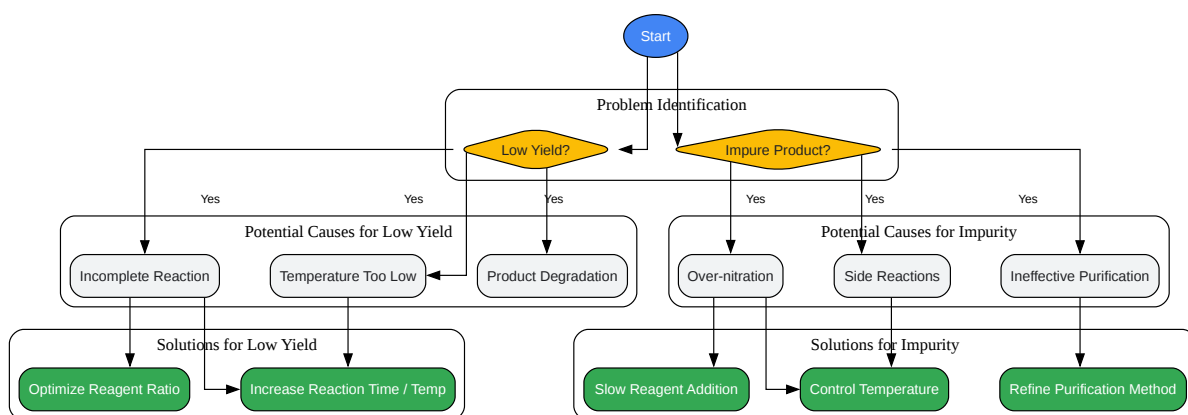 Start
Problem Identification
Low Yield?
Impure Product?
Yes
Yes
Yes
Yes
Yes
Yes
Potential Causes for Low Yield
Potential Causes for Impurity
Incomplete Reaction
Temperature Too Low
Product Degradation
Over-nitration
Side Reactions
Ineffective Purification
Solutions for Low Yield
Solutions for Impurity
Optimize Reagent Ratio
Increase Reaction Time / Temp
Slow Reagent Addition
Control Temperature
Refine Purification Method